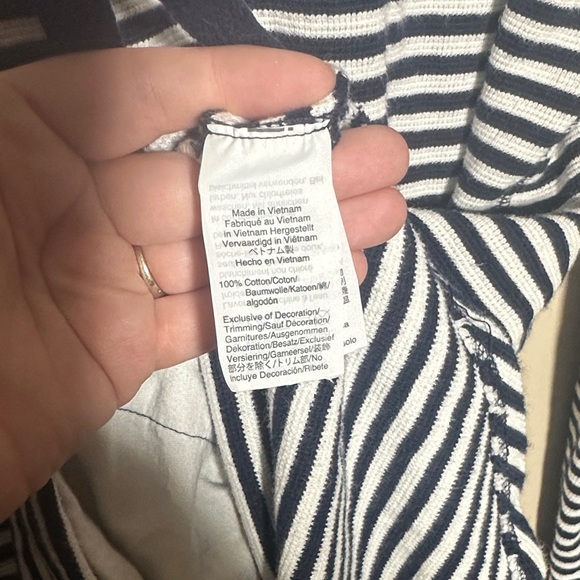 Made in Vietnam
Fabriqué au Vietnam
in Vietnam Hergestellt
Vervaardigd in Viëtnam
ベトナム製
Hecho en Vietnam
100% Cotton/Coton/
Baumwolle/Katoen/綿/
algodón
Exclusive of Decoration/
Trimming/Sauf Décoration/
Garnitures/Ausgenommen
Dekoration/Besatz/Exclusief
Versiering/Gameersel/装飾
部分を除く/トリム部/No
Incluye Decoración/Ribete